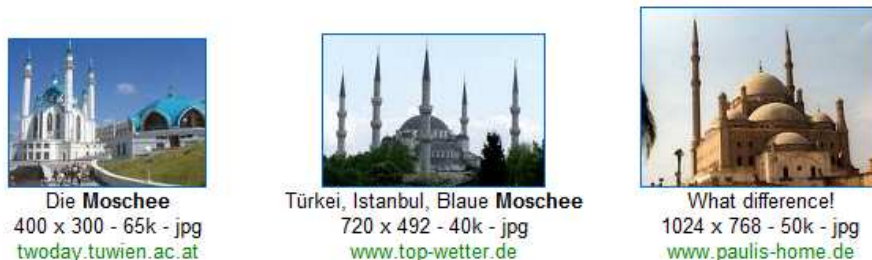 Die Moschee
400 x 300 - 65k - jpg
twoday.tuwien.ac.at
Türkei, Istanbul, Blaue Moschee
720 x 492 - 40k - jpg
www.top-wetter.de
What difference!
1024 x 768 - 50k - jpg
www.paulis-home.de